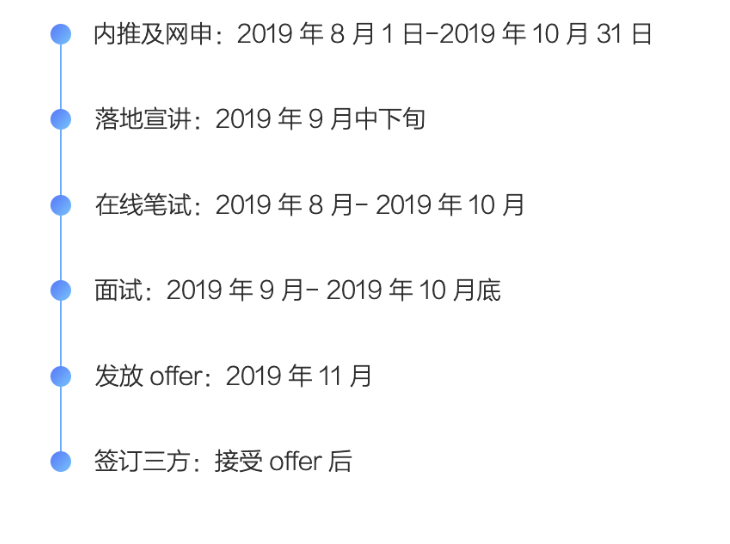 内推及网申：2019 年 8 月 1 日-2019 年 10 月 31 日
落地宣讲：2019 年 9 月中下旬
在线笔试：2019 年 8 月- 2019 年 10 月
面试：2019 年 9 月- 2019 年 10 月底
发放 offer：2019 年 11 月
签订三方：接受 offer 后